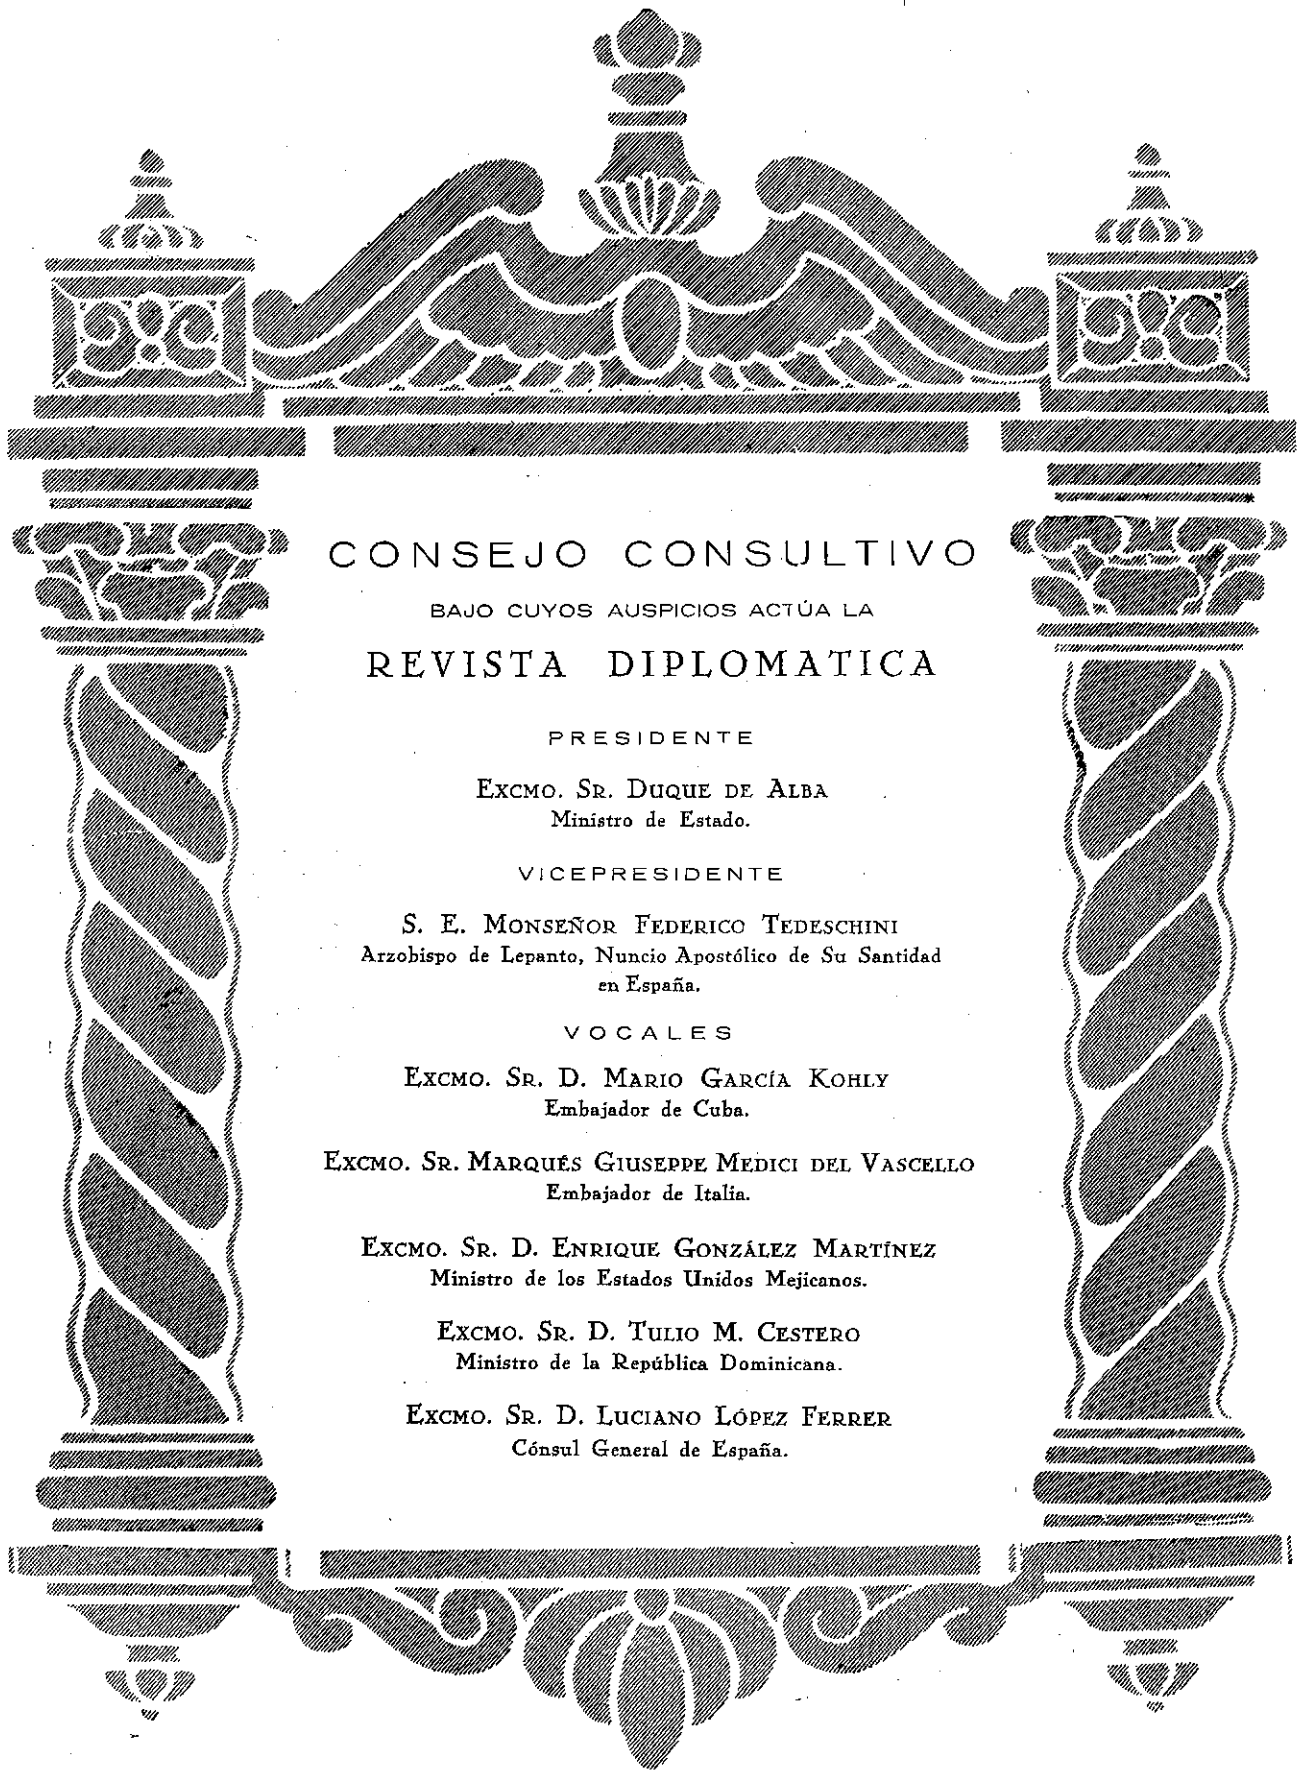 CONSEJO CONSULTIVO
BAJO CUYOS AUSPICIOS ACTÚA LA
REVISTA DIPLOMATICA
PRESIDENTE
EXCMO. SR. DUQUE DE ALBA
Ministro de Estado.
VICEPRESIDENTE
S. E. MONSEÑOR FEDERICO TEDESCHINI
Arzobispo de Lepanto, Nuncio Apostólico de Su Santidad
en España.
VOCALES
EXCMO. SR. D. MARIO GARCÍA KOHLY
Embajador de Cuba.
EXCMO. SR. MARQUÉS GIUSEPPE MEDICI DEL VASCELLO
Embajador de Italia.
EXCMO. SR. D. ENRIQUE GONZÁLEZ MARTÍNEZ
Ministro de los Estados Unidos Mejicanos.
EXCMO. SR. D. TULIO M. CESTERO
Ministro de la República Dominicana.
EXCMO. SR. D. LUCIANO LÓPEZ FERRER
Cónsul General de España.